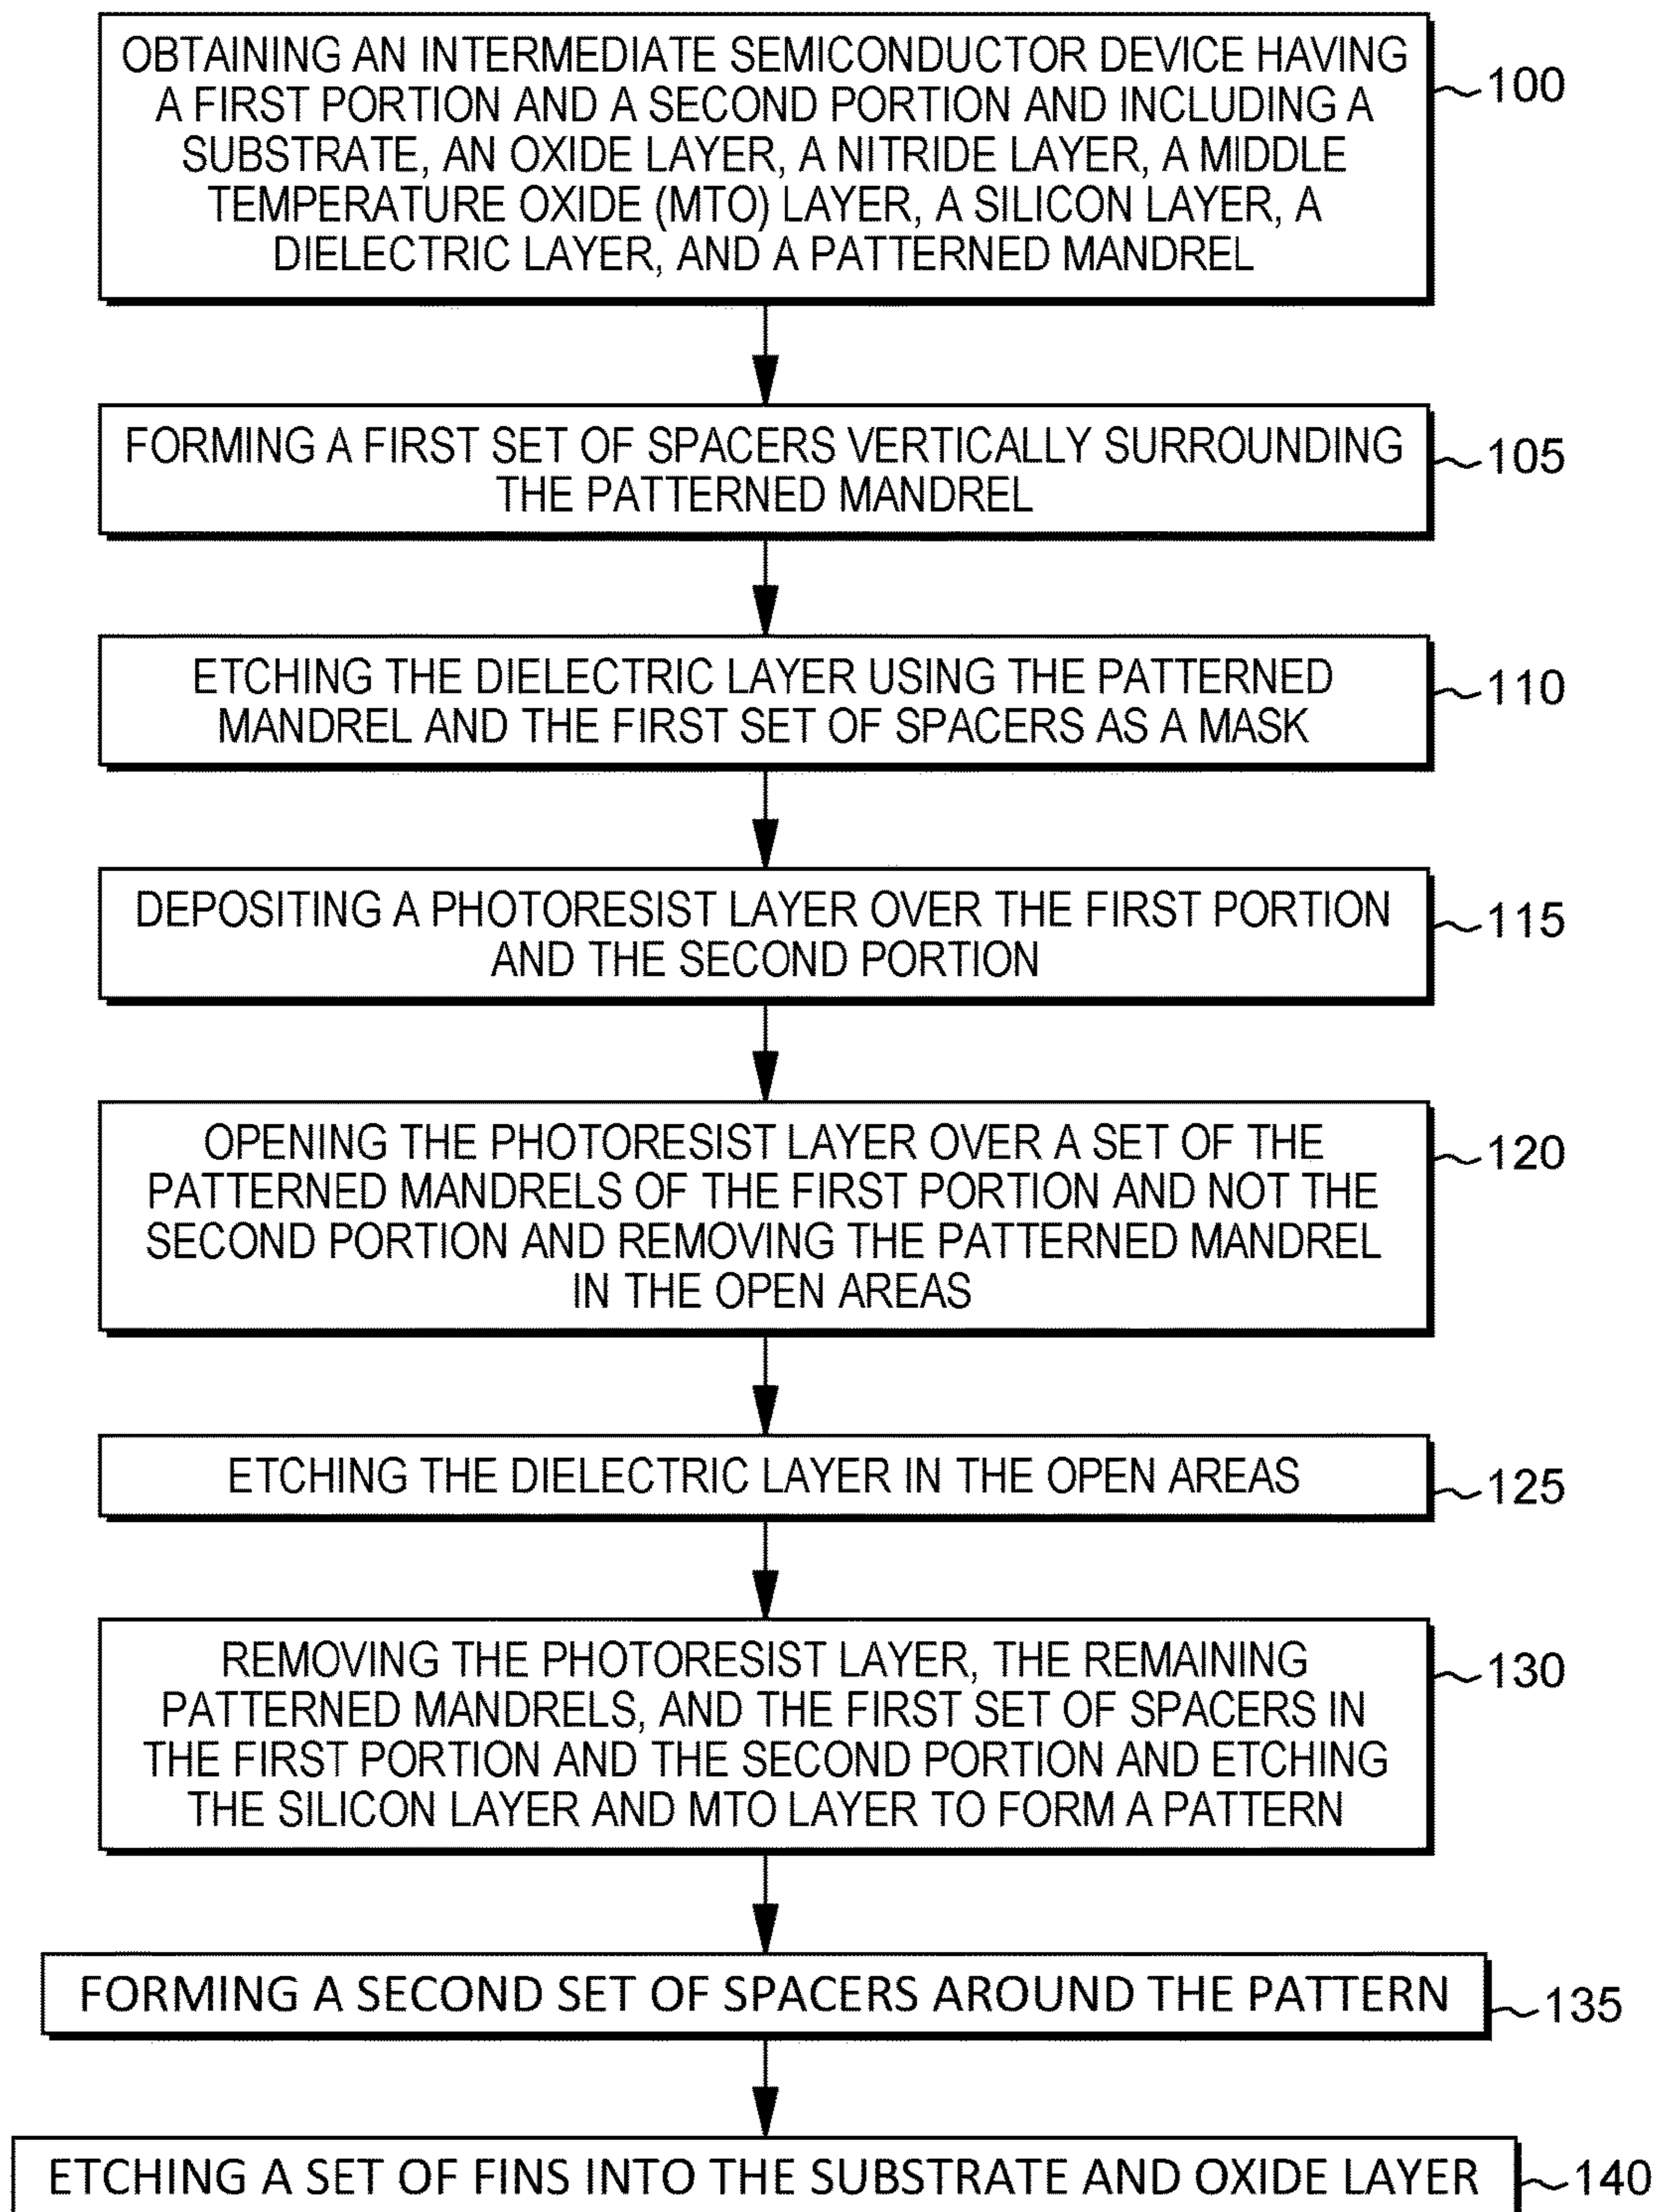 OBTAINING AN INTERMEDIATE SEMICONDUCTOR DEVICE HAVING
A FIRST PORTION AND A SECOND PORTION AND INCLUDING A
SUBSTRATE, AN OXIDE LAYER, A NITRIDE LAYER, A MIDDLE
TEMPERATURE OXIDE (MTO) LAYER, A SILICON LAYER, A
DIELECTRIC LAYER, AND A PATTERNED MANDREL
100
FORMING A FIRST SET OF SPACERS VERTICALLY SURROUNDING
THE PATTERNED MANDREL
105
ETCHING THE DIELECTRIC LAYER USING THE PATTERNED
MANDREL AND THE FIRST SET OF SPACERS AS A MASK
110
DEPOSITING A PHOTORESIST LAYER OVER THE FIRST PORTION
AND THE SECOND PORTION
115
OPENING THE PHOTORESIST LAYER OVER A SET OF THE
PATTERNED MANDRELS OF THE FIRST PORTION AND NOT THE
SECOND PORTION AND REMOVING THE PATTERNED MANDREL
IN THE OPEN AREAS
120
ETCHING THE DIELECTRIC LAYER IN THE OPEN AREAS
125
REMOVING THE PHOTORESIST LAYER, THE REMAINING
PATTERNED MANDRELS, AND THE FIRST SET OF SPACERS IN
THE FIRST PORTION AND THE SECOND PORTION AND ETCHING
THE SILICON LAYER AND MTO LAYER TO FORM A PATTERN
130
FORMING A SECOND SET OF SPACERS AROUND THE PATTERN
135
ETCHING A SET OF FINS INTO THE SUBSTRATE AND OXIDE LAYER
140